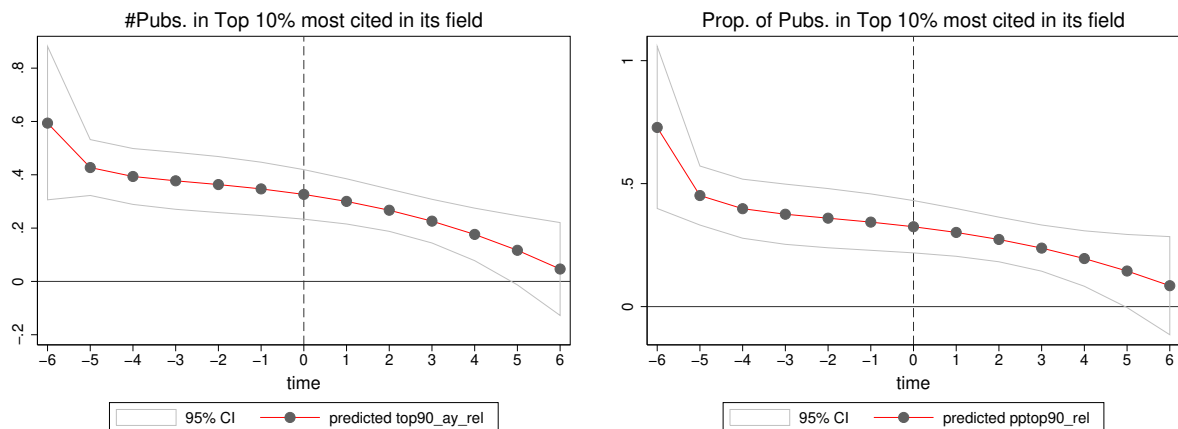 #Pubs. in Top 10% most cited in its field
.8
.6
.4
.2
0
-.2
−6 −5 −4 −3 −2 −1 0 1 2 3 4 5 6
time
95% CI predicted top90_ay_rel
Prop. of Pubs. in Top 10% most cited in its field
1
.5
0
−6 −5 −4 −3 −2 −1 0 1 2 3 4 5 6
time
95% CI predicted pptop90_rel